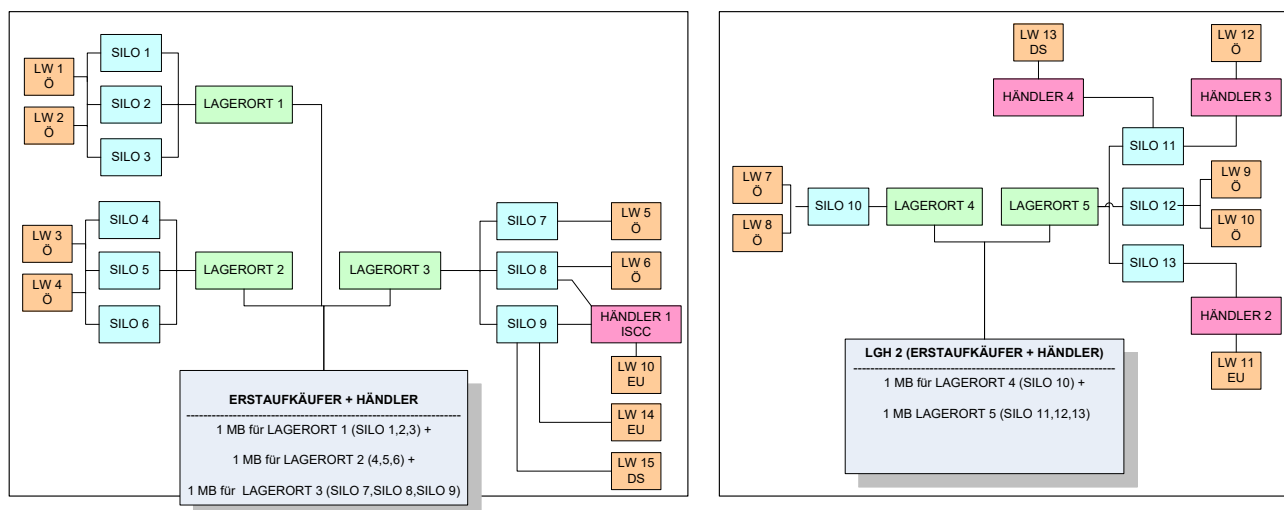 SILO 1
LW 1
Ö
SILO 2
LAGERORT 1
LW 2
Ö
SILO 3
SILO 4
LW 3
Ö
SILO 5
LAGERORT 2
LW 4
Ö
SILO 6
LAGERORT 3
SILO 7
LW 5
Ö
SILO 8
LW 6
Ö
SILO 9
HÄNDLER 1
ISCC
LW 10
EU
LW 14
EU
LW 15
DS
ERSTAUFKÄUFER + HÄNDLER
1 MB für LAGERORT 1 (SILO 1,2,3) +
1 MB für LAGERORT 2 (4,5,6) +
1 MB für LAGERORT 3 (SILO 7,SILO 8,SILO 9)
LW 13
DS
LW 12
Ö
HÄNDLER 4
HÄNDLER 3
SILO 11
LW 7
Ö
LW 8
Ö
SILO 10
LAGERORT 4
LAGERORT 5
SILO 12
LW 9
Ö
LW 10
Ö
SILO 13
HÄNDLER 2
LW 11
EU
LGH 2 (ERSTAUFKÄUFER + HÄNDLER)
1 MB für LAGERORT 4 (SILO 10) +
1 MB LAGERORT 5 (SILO 11,12,13)